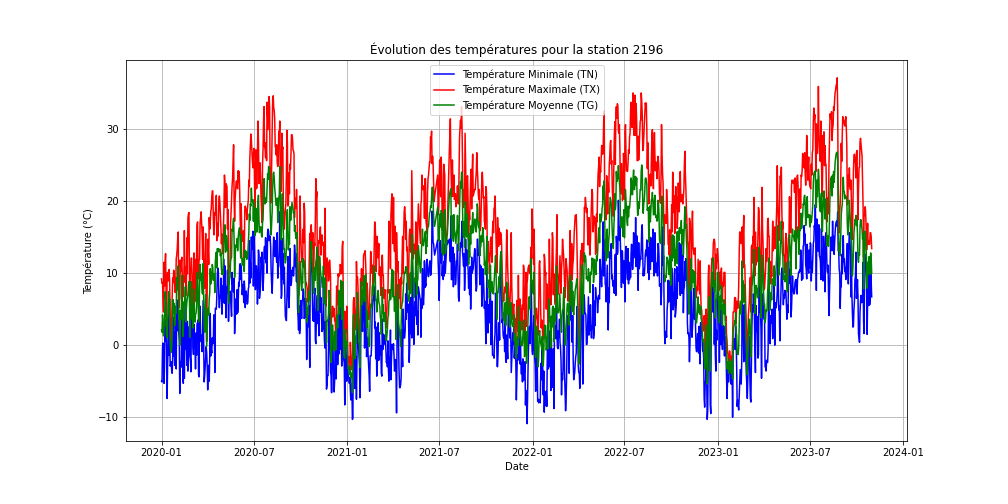 Évolution des températures pour la station 2196
Température Minimale (TN)
Température Maximale (TX)
Température Moyenne (TG)
Température (°C)
30
20
10
0
−10
2020-01 2020-07 2021-01 2021-07 2022-01 2022-07 2023-01 2023-07 2024-01
Date